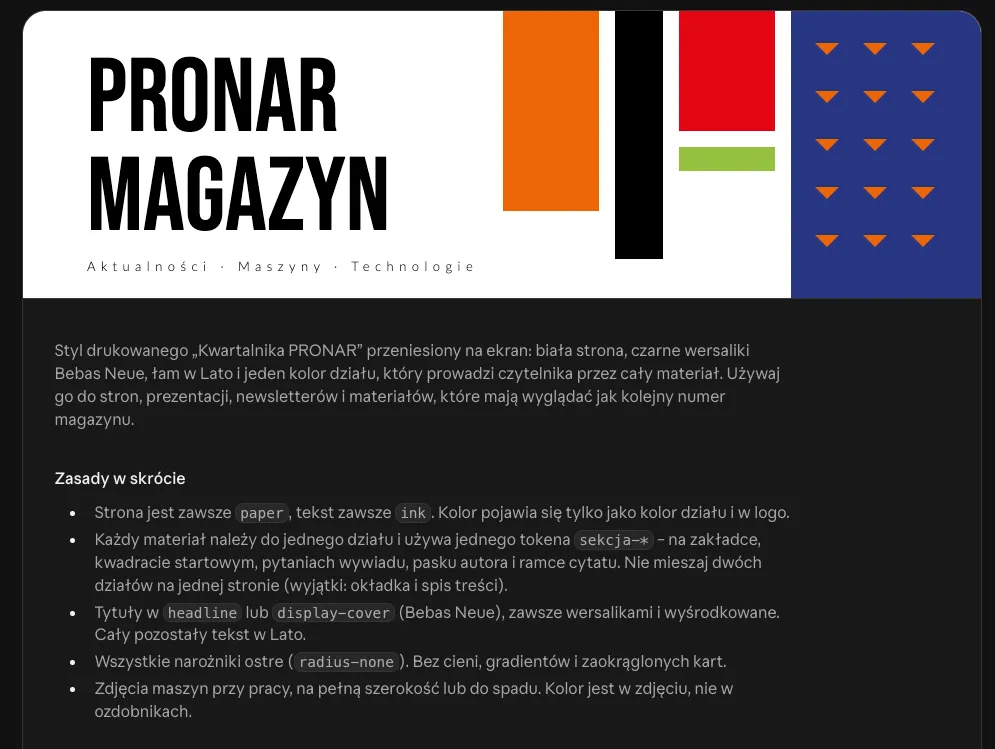 PRONAR
MAGAZYN
Aktualności · Maszyny · Technologie
Styl drukowanego „Kwartalnika PRONAR” przeniesiony na ekran: biała strona, czarne wersaliki
Bebas Neue, łam w Lato i jeden kolor działu, który prowadzi czytelnika przez cały materiał. Używaj
go do stron, prezentacji, newsletterów i materiałów, które mają wyglądać jak kolejny numer
magazynu.
Zasady w skrócie
Strona jest zawsze paper, tekst zawsze ink. Kolor pojawia się tylko jako kolor działu i w logo.
Każdy materiał należy do jednego działu i używa jednego tokena sekcja-* – na zakładce,
kwadracie startowym, pytaniach wywiadu, pasku autora i ramce cytatu. Nie mieszaj dwóch
działów na jednej stronie (wyjątki: okładka i spis treści).
Tytuły w headline lub display-cover (Bebas Neue), zawsze wersalikami i wyśrodkowane.
Cały pozostały tekst w Lato.
Wszystkie narożniki ostre (radius-none). Bez cieni, gradientów i zaokrąglonych kart.
Zdjęcia maszyn przy pracy, na pełną szerokość lub do spadu. Kolor jest w zdjęciu, nie w
ozdobnikach.